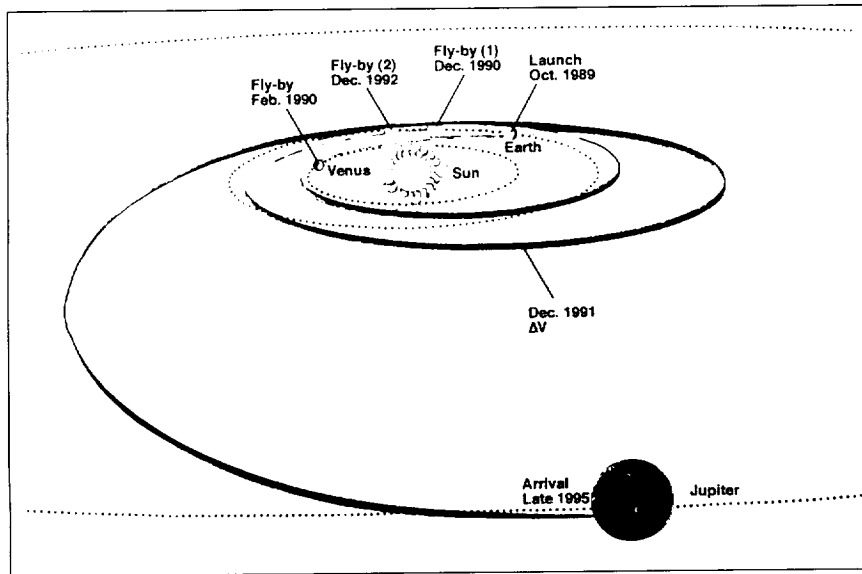 Fly-by (1)
Dec. 1990
Launch
Oct. 1989
Fly-by (2)
Dec. 1992
Fly-by
Feb. 1990
Earth
Venus
Sun
Dec. 1991
ΔV
Arrival
Late 1995
Jupiter